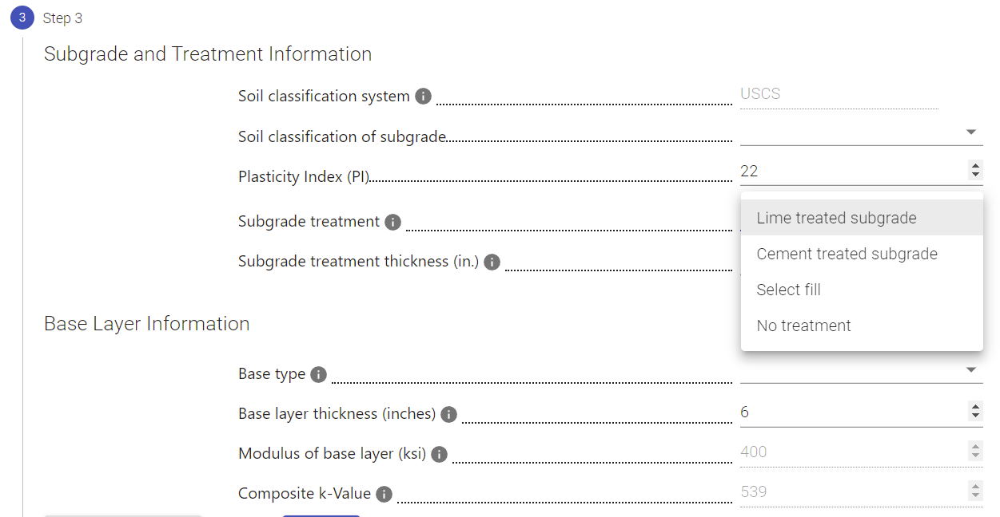 3 Step 3
Subgrade and Treatment Information
Soil classification system i USCS
Soil classification of subgrade
Plasticity Index (PI) 22
Subgrade treatment i Lime treated subgrade
Cement treated subgrade
Subgrade treatment thickness (in.) i
Select fill
No treatment
Base Layer Information
Base type i
Base layer thickness (inches) i 6
Modulus of base layer (ksi) i 400
Composite k-Value i 539